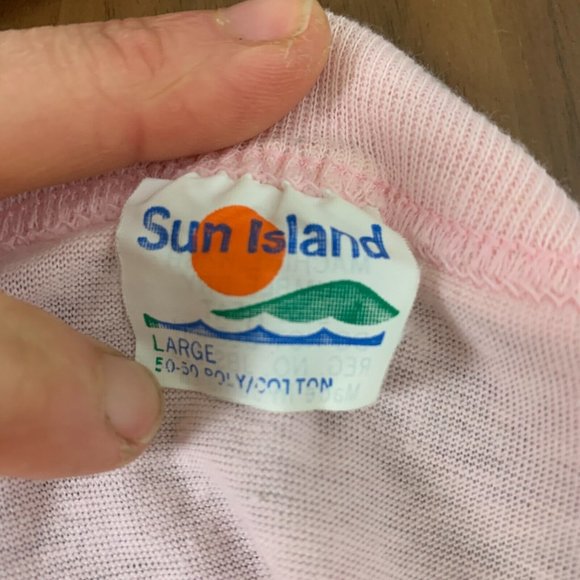 Sun Island
LARGE
50-50 POLY/COTTON